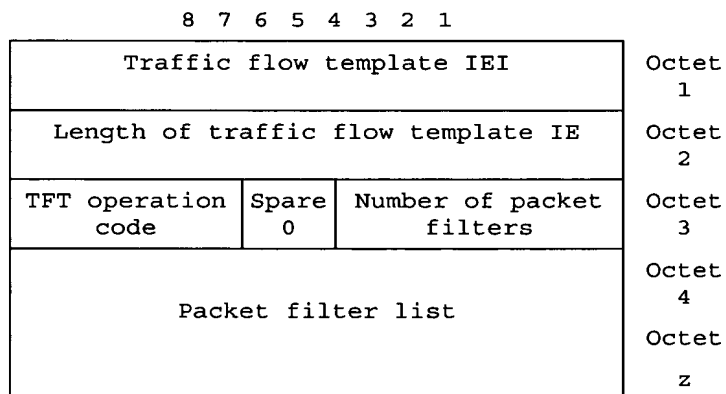 8 7 6 5 4 3 2 1
Traffic flow template IEI
Octet
1
Length of traffic flow template IE
Octet
2
TFT operation
code
Spare
0
Number of packet
filters
Octet
3
Packet filter list
Octet
4
Octet
z